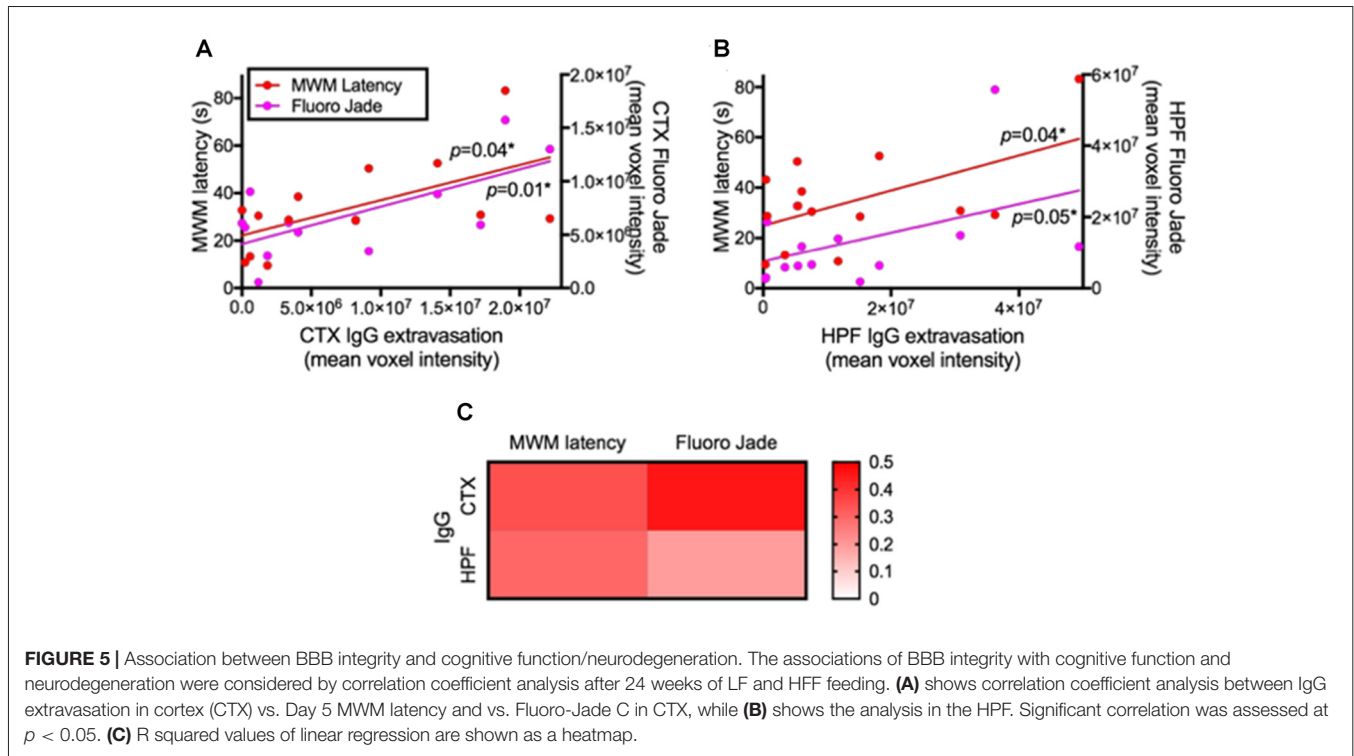 A
MWM Latency
Fluoro Jade
MWM latency (s)
80
60
40
20
0
p=0.04*
p=0.01*
2.0×10⁷
1.5×10⁷
1.0×10⁷
5.0×10⁶
0.0
CTX Fluoro Jade
(mean voxel intensity)
0.0 5.0×10⁶ 1.0×10⁷ 1.5×10⁷ 2.0×10⁷
CTX IgG extravasation
(mean voxel intensity)
B
MWM latency (s)
80
60
40
20
0
p=0.04*
p=0.05*
6×10⁷
4×10⁷
2×10⁷
0
HPF Fluoro Jade
(mean voxel intensity)
0 2×10⁷ 4×10⁷
HPF IgG extravasation
(mean voxel intensity)
C
MWM latency Fluoro Jade
IgG
CTX
HPF
0.5
0.4
0.3
0.2
0.1
0
FIGURE 5 | Association between BBB integrity and cognitive function/neurodegeneration. The associations of BBB integrity with cognitive function and
neurodegeneration were considered by correlation coefficient analysis after 24 weeks of LF and HFF feeding. (A) shows correlation coefficient analysis between IgG
extravasation in cortex (CTX) vs. Day 5 MWM latency and vs. Fluoro-Jade C in CTX, while (B) shows the analysis in the HPF. Significant correlation was assessed at
p < 0.05. (C) R squared values of linear regression are shown as a heatmap.